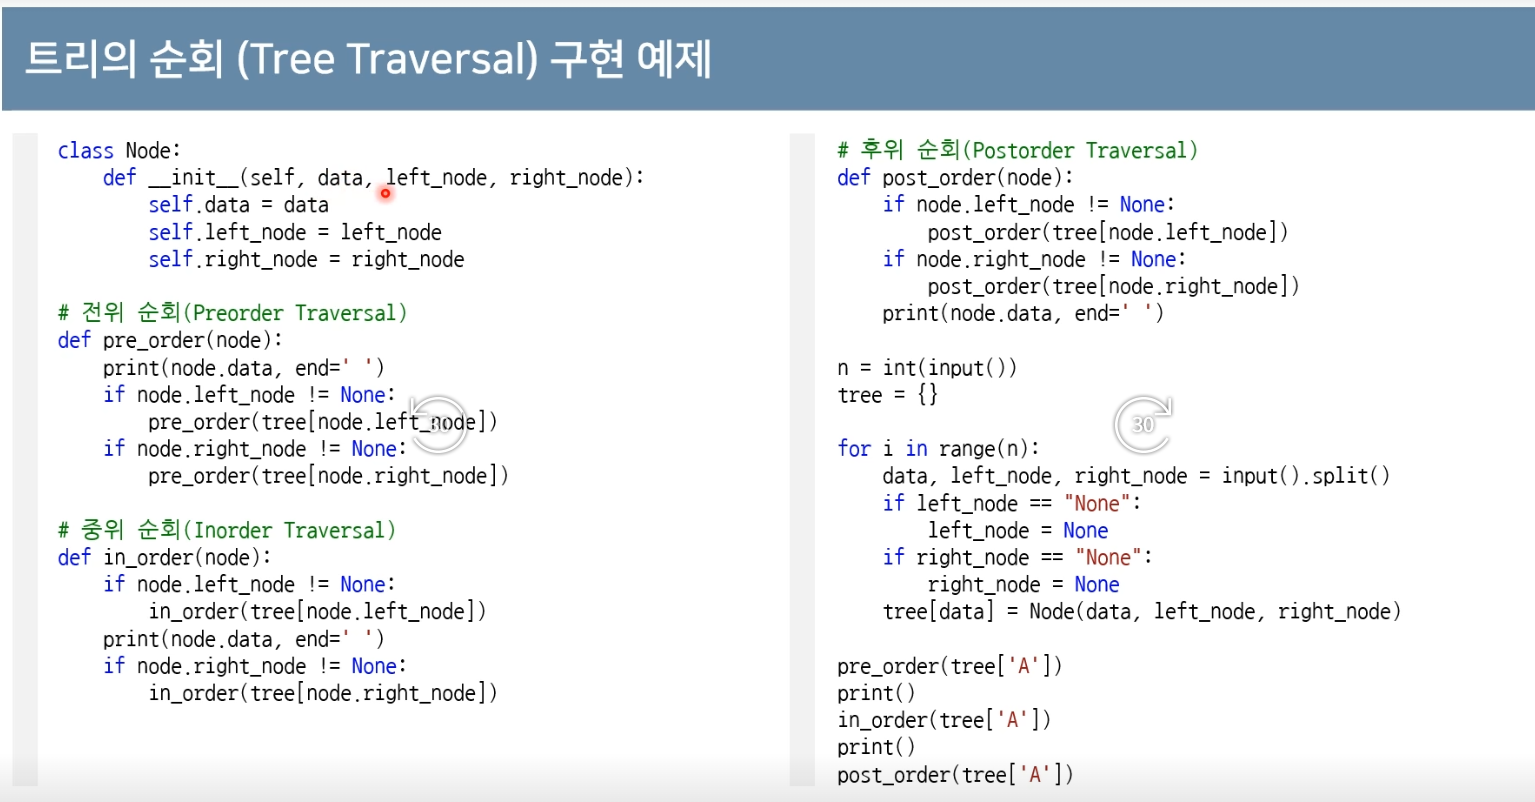 트리의 순회 (Tree Traversal) 구현 예제
class Node:
    def __init__(self, data, left_node, right_node):
        self.data = data
        self.left_node = left_node
        self.right_node = right_node

# 전위 순회(Preorder Traversal)
def pre_order(node):
    print(node.data, end=' ')
    if node.left_node != None:
        pre_order(tree[node.left_node])
    if node.right_node != None:
        pre_order(tree[node.right_node])

# 중위 순회(Inorder Traversal)
def in_order(node):
    if node.left_node != None:
        in_order(tree[node.left_node])
    print(node.data, end=' ')
    if node.right_node != None:
        in_order(tree[node.right_node])

30

# 후위 순회(Postorder Traversal)
def post_order(node):
    if node.left_node != None:
        post_order(tree[node.left_node])
    if node.right_node != None:
        post_order(tree[node.right_node])
    print(node.data, end=' ')

n = int(input())
tree = {}

for i in range(n):
    data, left_node, right_node = input().split()
    if left_node == "None":
        left_node = None
    if right_node == "None":
        right_node = None
    tree[data] = Node(data, left_node, right_node)

pre_order(tree['A'])
print()
in_order(tree['A'])
print()
post_order(tree['A'])

30